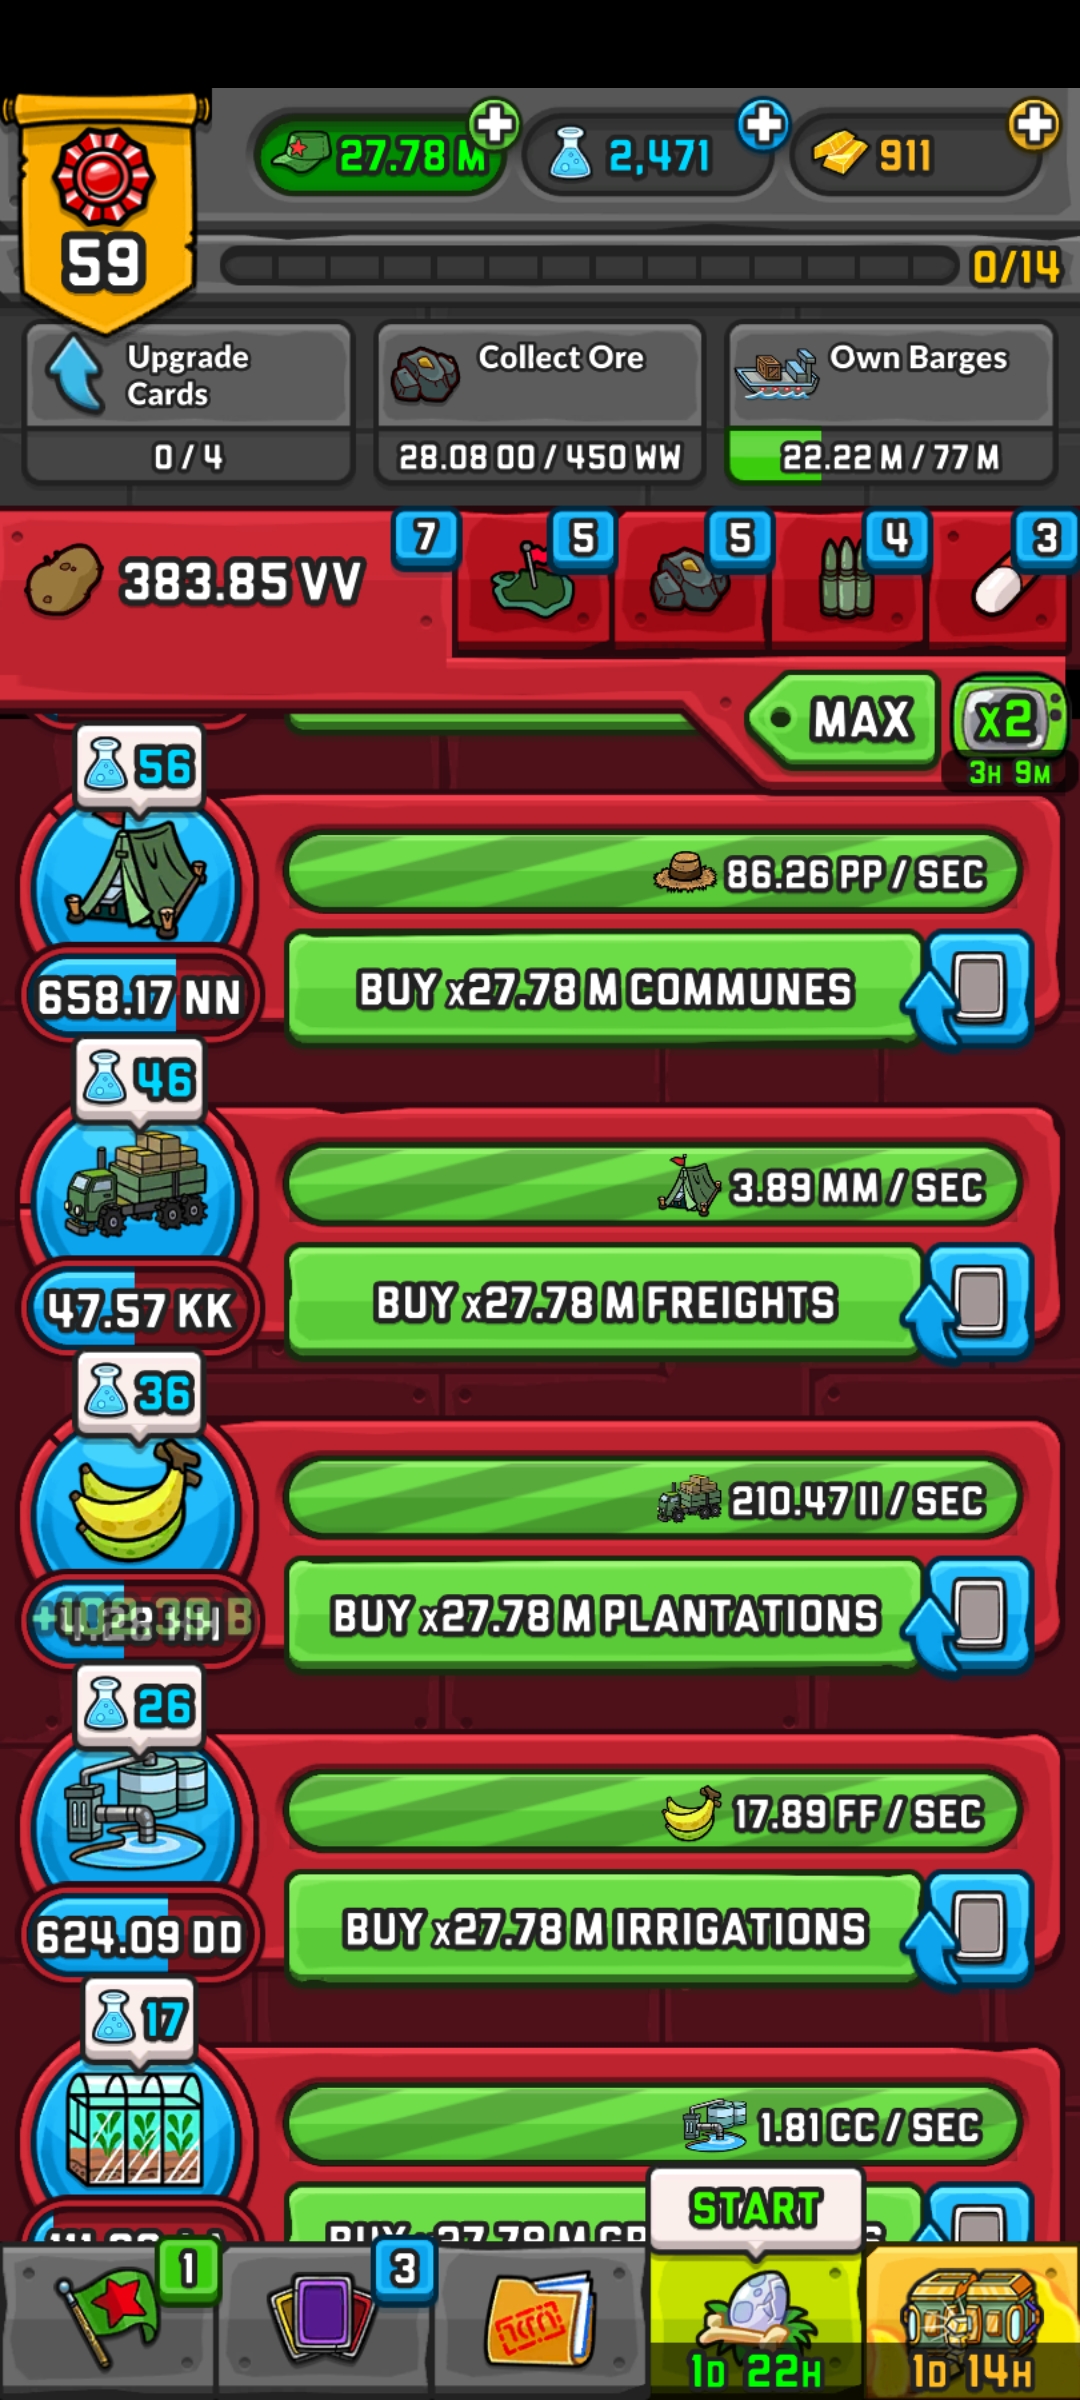 27.78 M
2,471
911
59
0/14
Upgrade
Cards
0 / 4
Collect Ore
28.08 OO / 450 WW
Own Barges
22.22 M / 77 M
383.85 VV
7
5
5
4
3
MAX
x2
3H 9M
56
86.26 PP / SEC
658.17 NN
BUY x27.78 M COMMUNES
46
3.89 MM / SEC
47.57 KK
BUY x27.78 M FREIGHTS
36
210.47 II / SEC
BUY x27.78 M PLANTATIONS
26
17.89 FF / SEC
624.09 DD
BUY x27.78 M IRRIGATIONS
17
1.81 CC / SEC
BUY x27.78 M
START
1
3
1D 22H
1D 14H